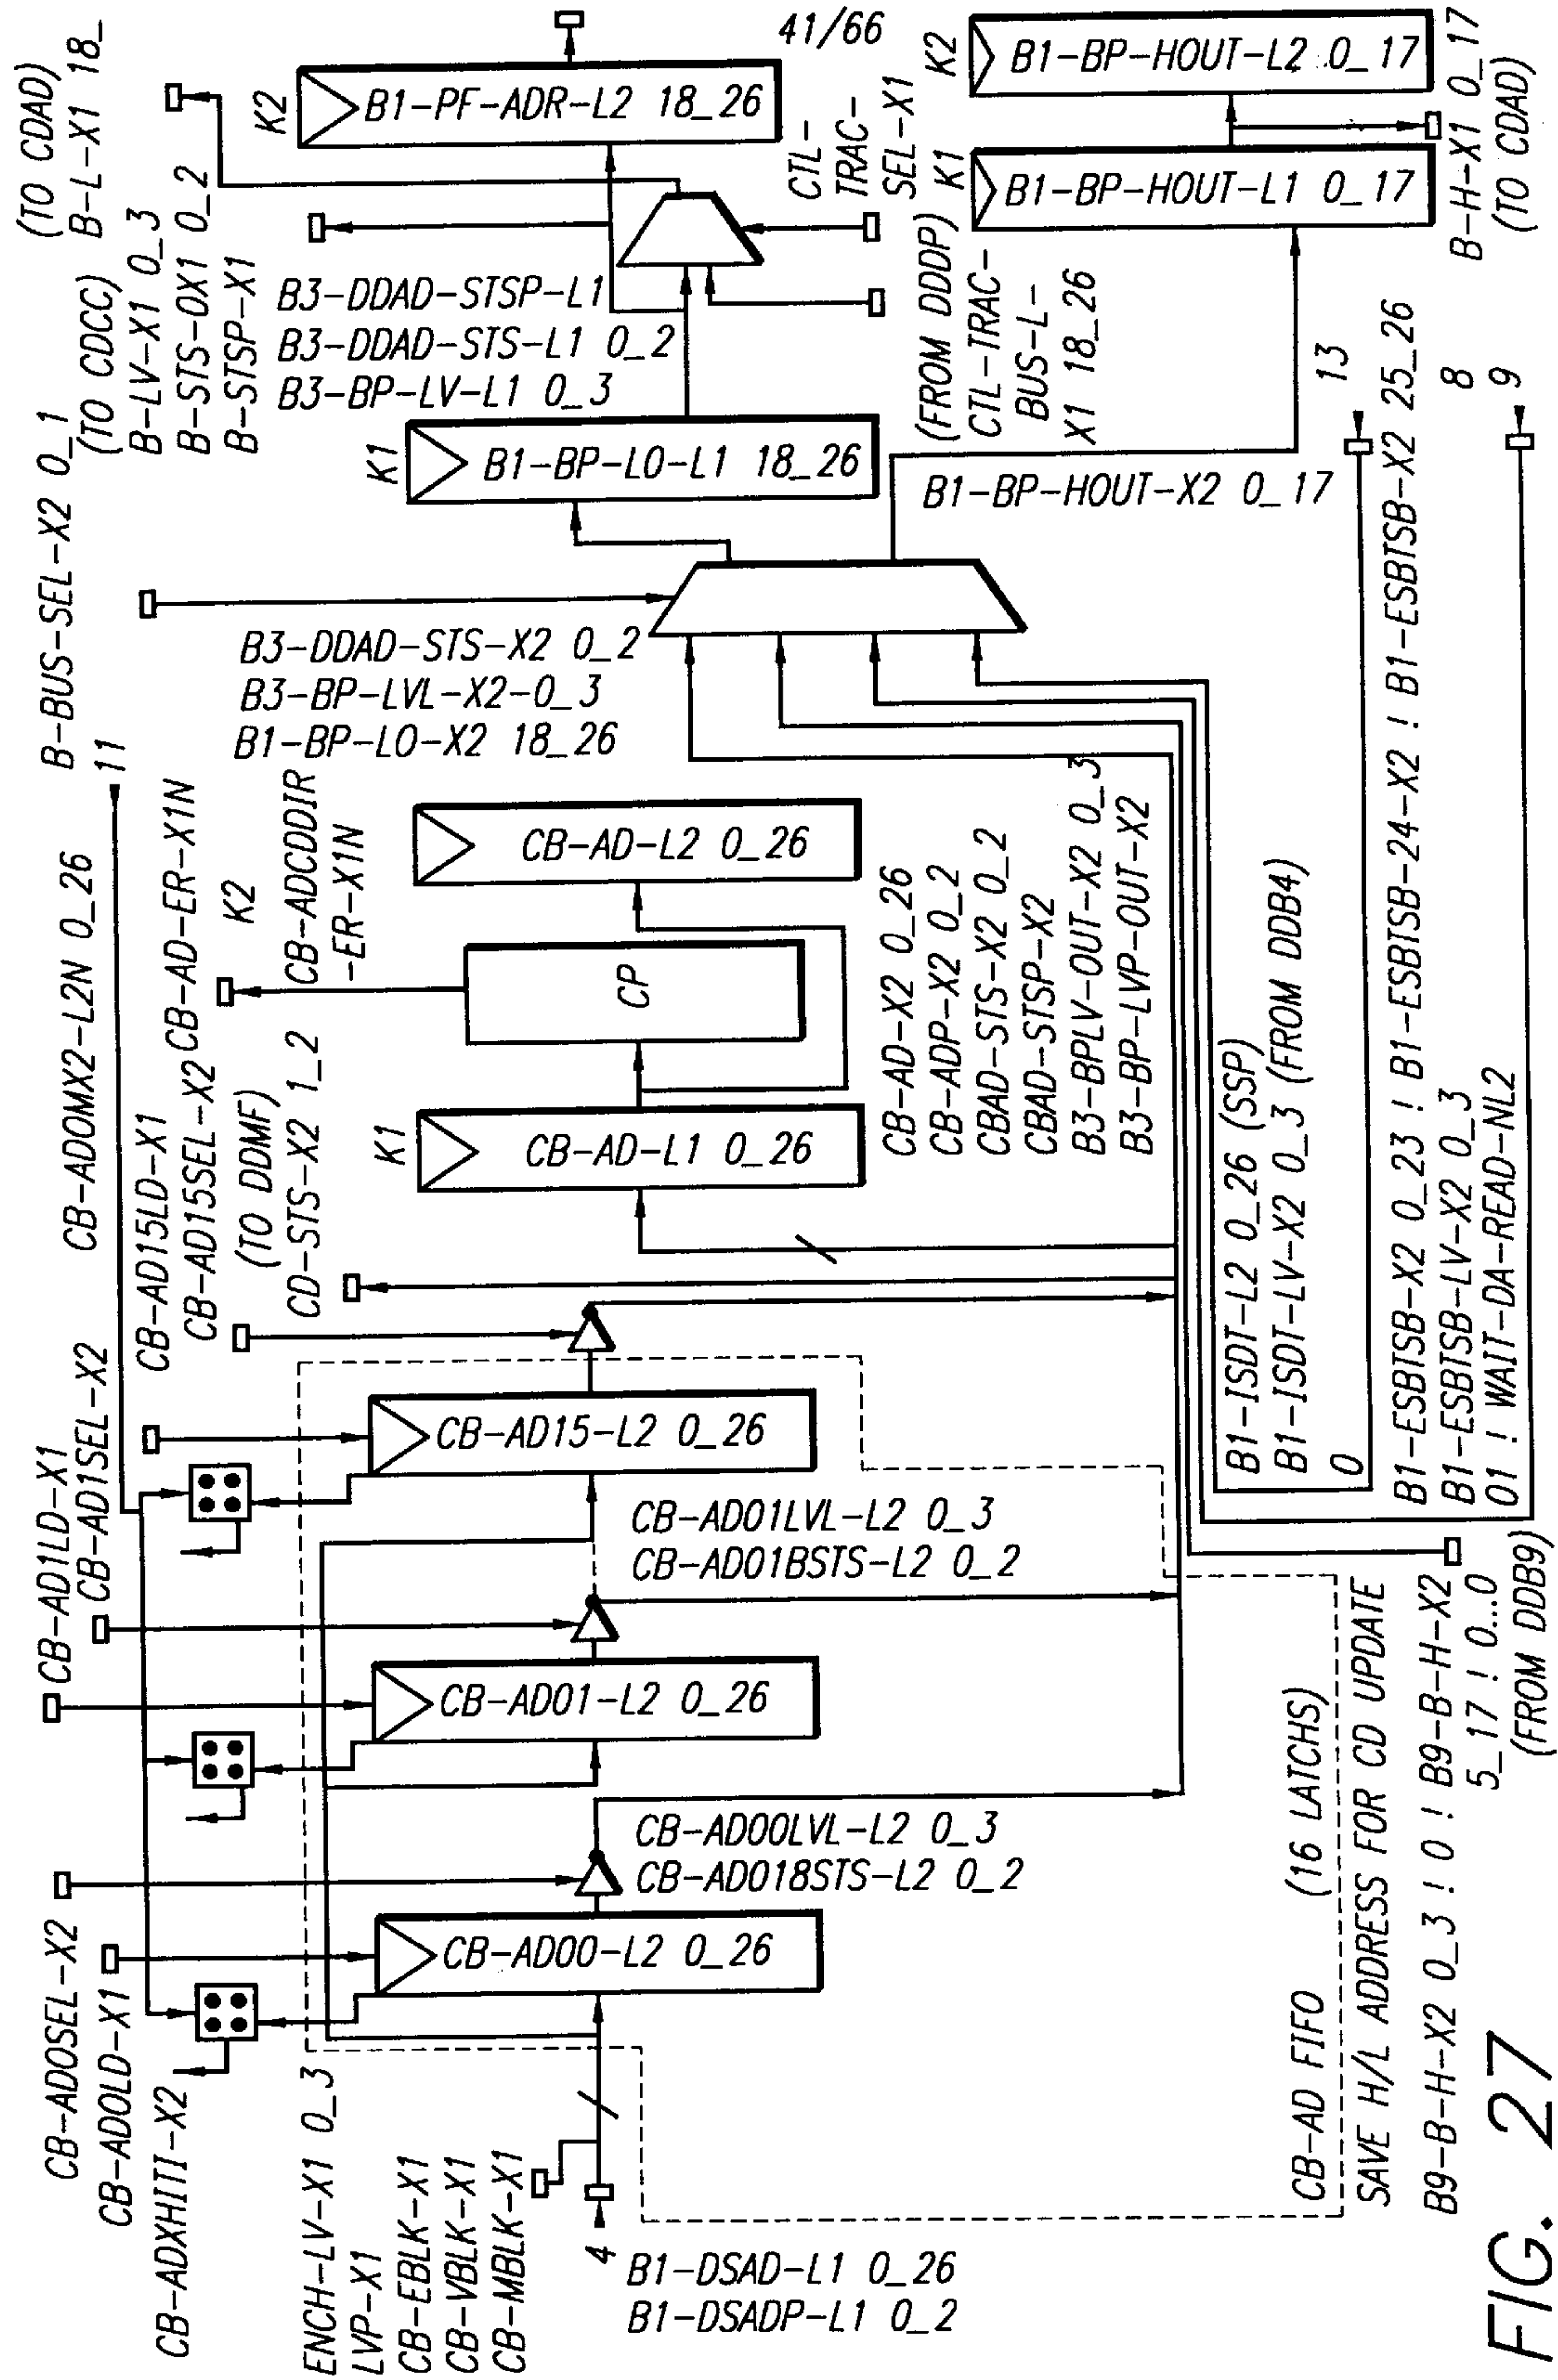 CB-AD0SEL-X2
CB-AD0LD-X1
CB-ADXHITI-X2
ENCH-LV-X1 0_3
LVP-X1
CB-EBLK-X1
CB-VBLK-X1
CB-MBLK-X1
4
B1-DSAD-L1 0_26
B1-DSADP-L1 0_2
CB-AD00-L2 0_26
CB-AD00LVL-L2 0_3
CB-AD018STS-L2 0_2
CB-AD1LD-X1
CB-AD1SEL-X2
CB-AD01-L2 0_26
CB-AD01LVL-L2 0_3
CB-AD01BSTS-L2 0_2
CB-AD15LD-X1
CB-AD15SEL-X2
CB-AD15-L2 0_26
CB-AD FIFO (16 LATCHS)
SAVE H/L ADDRESS FOR CD UPDATE
B9-B-H-X2 0_3 ! 0 ! B9-B-H-X2
5_17 ! 0...0
(FROM DDB9)
CB-ADOMX2-L2N 0_26
11
(TO DDMF)
CD-STS-X2 1_2
CB-AD-ER-X1N
K2
CB-ADCDDIR
-ER-X1N
K1
CB-AD-L1 0_26
CP
CB-AD-L2 0_26
CB-AD-X2 0_26
CB-ADP-X2 0_2
CBAD-STS-X2 0_2
CBAD-STSP-X2
B3-BPLV-OUT-X2 0_3
B3-BP-LVP-OUT-X2
B1-ISDT-L2 0_26 (SSP)
B1-ISDT-LV-X2 0_3 (FROM DDB4)
0
B1-ESBTSB-X2 0_23 ! B1-ESBTSB-24-X2 ! B1-ESBTSB-X2 25_26
B1-ESBTSB-LV-X2 0_3
8
01 ! WAIT-DA-READ-NL2
9
13
B-BUS-SEL-X2 0_1
B3-DDAD-STS-X2 0_2
B3-BP-LVL-X2-0_3
B1-BP-LO-X2 18_26
K1
B1-BP-LO-L1 18_26
B1-BP-HOUT-X2 0_17
(TO CDCC)
B-LV-X1 0_3
B-STS-0X1 0_2
B-STSP-X1
B3-DDAD-STSP-L1
B3-DDAD-STS-L1 0_2
B3-BP-LV-L1 0_3
(FROM DDDP)
CTL-TRAC-
BUS-L-
X1 18_26
(TO CDAD)
B-L-X1 18_
K2
B1-PF-ADR-L2 18_26
CTL-
TRAC-
SEL-X1
41/66
K1
B1-BP-HOUT-L1 0_17
K2
B1-BP-HOUT-L2 0_17
B-H-X1 0_17
(TO CDAD)
FIG. 27